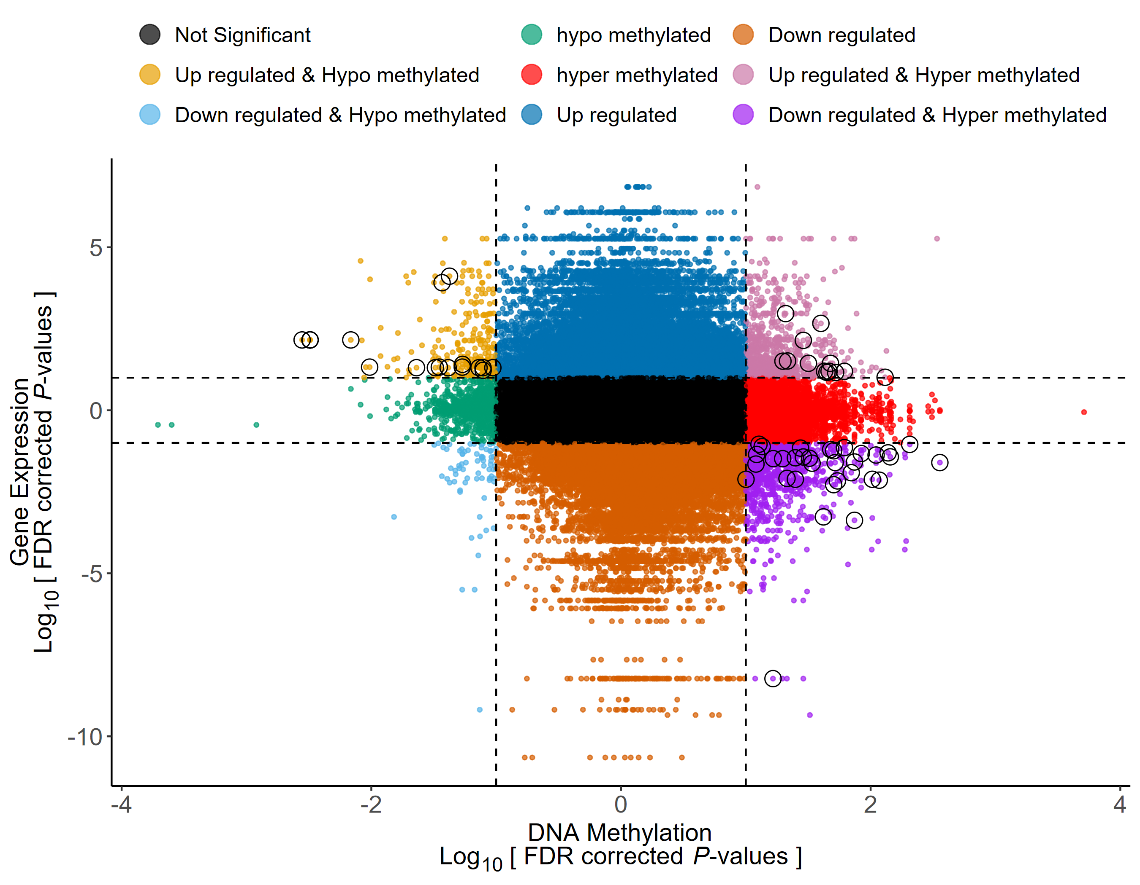 Not Significant
hypo methylated
Down regulated
Up regulated & Hypo methylated
hyper methylated
Up regulated & Hyper methylated
Down regulated & Hypo methylated
Up regulated
Down regulated & Hyper methylated
Gene Expression
Log10 [ FDR corrected P-values ]
5
0
-5
-10
-4
-2
0
2
4
DNA Methylation
Log10 [ FDR corrected P-values ]